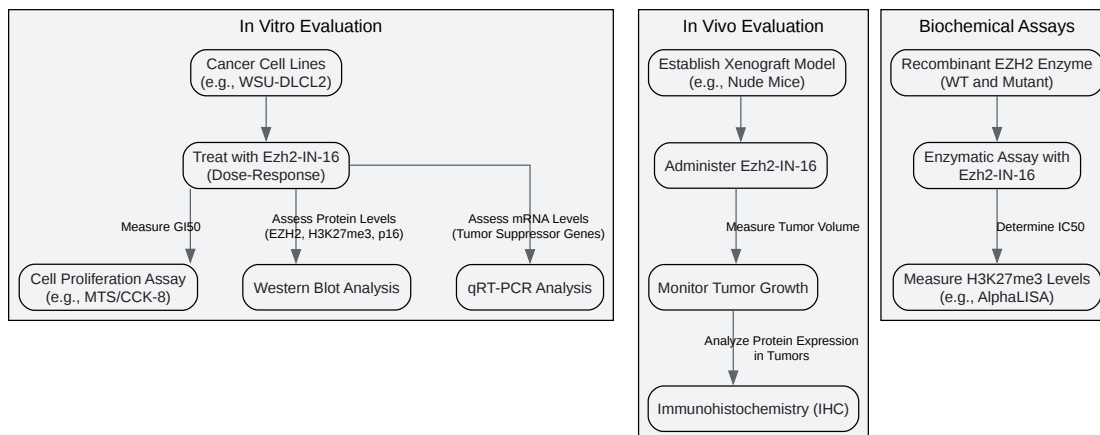 In Vitro Evaluation
Cancer Cell Lines
(e.g., WSU-DLCL2)
Treat with Ezh2-IN-16
(Dose-Response)
Measure GI50
Assess Protein Levels
(EZH2, H3K27me3, p16)
Assess mRNA Levels
(Tumor Suppressor Genes)
Cell Proliferation Assay
(e.g., MTS/CCK-8)
Western Blot Analysis
qRT-PCR Analysis
In Vivo Evaluation
Establish Xenograft Model
(e.g., Nude Mice)
Administer Ezh2-IN-16
Measure Tumor Volume
Monitor Tumor Growth
Analyze Protein Expression
in Tumors
Immunohistochemistry (IHC)
Biochemical Assays
Recombinant EZH2 Enzyme
(WT and Mutant)
Enzymatic Assay with
Ezh2-IN-16
Determine IC50
Measure H3K27me3 Levels
(e.g., AlphaLISA)